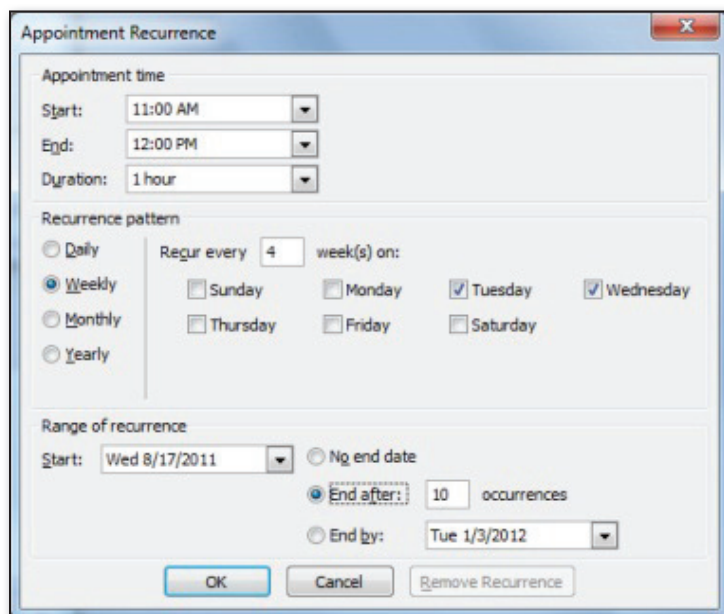 Appointment Recurrence
Appointment time
Start: 11:00 AM
End: 12:00 PM
Duration: 1 hour
Recurrence pattern
Daily
Weekly
Monthly
Yearly
Recur every 4 week(s) on:
Sunday Monday Tuesday Wednesday
Thursday Friday Saturday
Range of recurrence
Start: Wed 8/17/2011
No end date
End after: 10 occurrences
End by: Tue 1/3/2012
OK Cancel Remove Recurrence